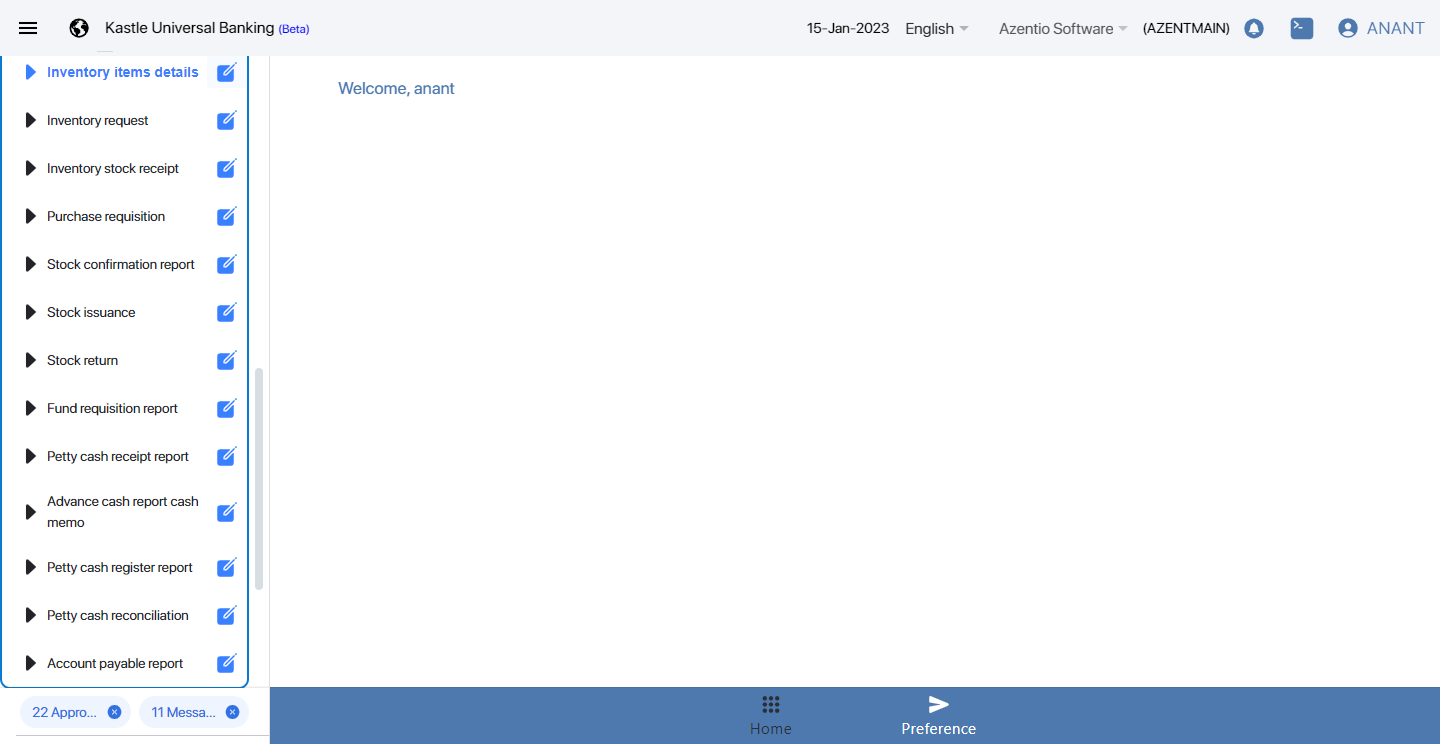 Kastle Universal Banking (Beta)
15-Jan-2023 English Azentio Software (AZENTMAIN) ANANT
Inventory items details
Inventory request
Inventory stock receipt
Purchase requisition
Stock confirmation report
Stock issuance
Stock return
Fund requisition report
Petty cash receipt report
Advance cash report cash
memo
Petty cash register report
Petty cash reconciliation
Account payable report
22 Appro... 11 Messa...
Welcome, anant
Home Preference